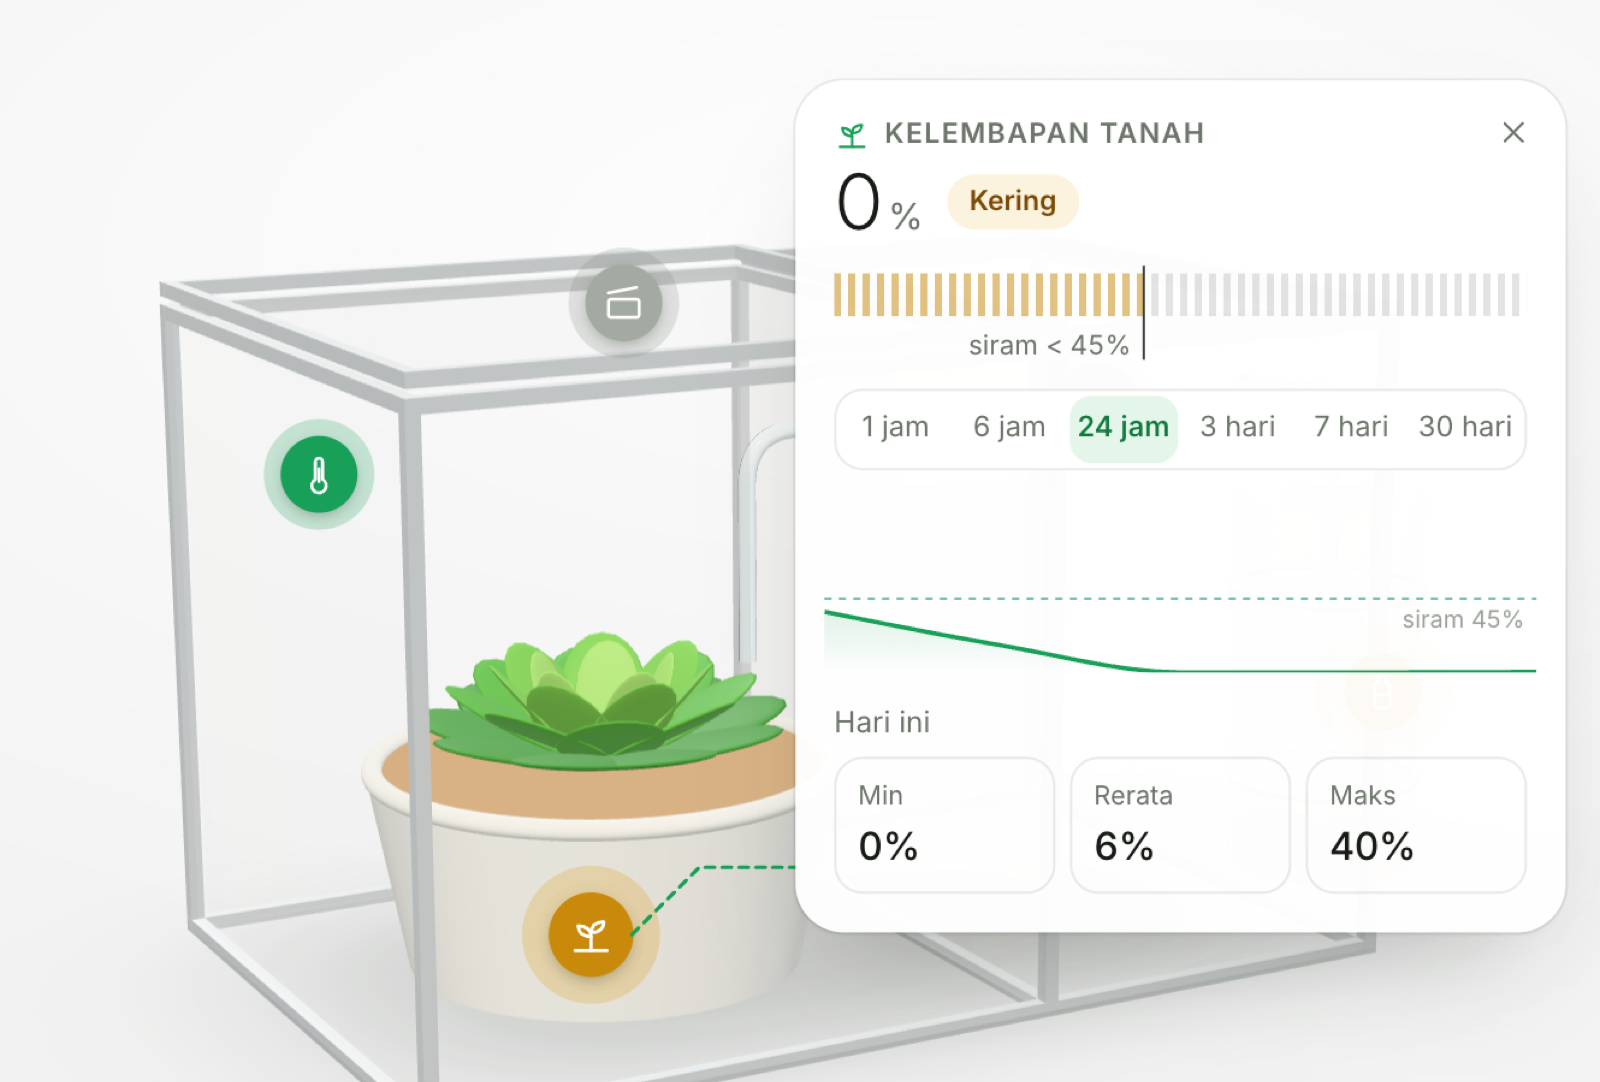 KELEMBAPAN TANAH
0 %
Kering
siram < 45%
1 jam 6 jam 24 jam 3 hari 7 hari 30 hari
siram 45%
Hari ini
Min Rerata Maks
0% 6% 40%